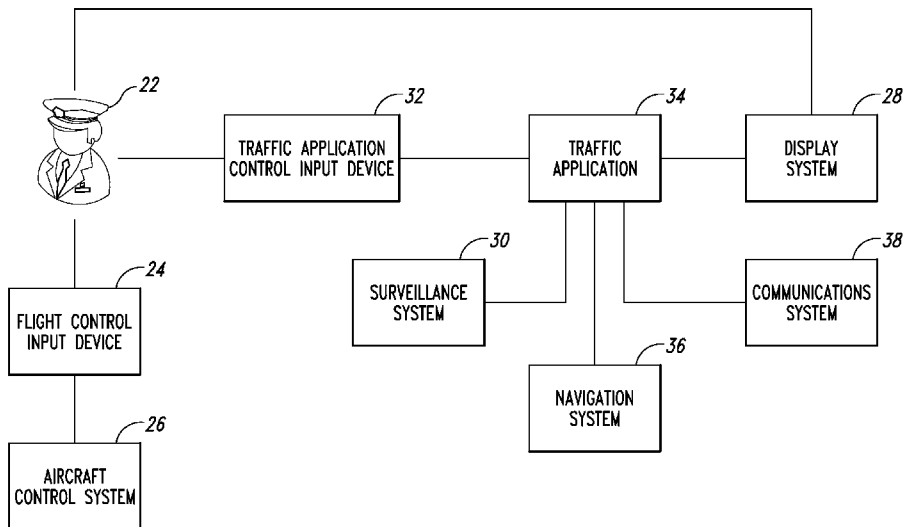 22
32
TRAFFIC APPLICATION
CONTROL INPUT DEVICE
34
TRAFFIC
APPLICATION
28
DISPLAY
SYSTEM
24
FLIGHT CONTROL
INPUT DEVICE
30
SURVEILLANCE
SYSTEM
38
COMMUNICATIONS
SYSTEM
36
NAVIGATION
SYSTEM
26
AIRCRAFT
CONTROL SYSTEM